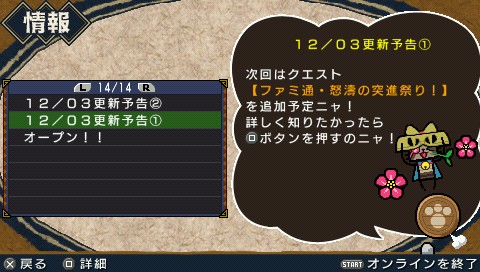 情報
L 14/14 R
12/03更新予告②
12/03更新予告①
オープン!!
12/03更新予告①
次回はクエスト
【ファミ通・怒濤の突進祭り!】
を追加予定ニャ!
詳しく知りたかったら
□ボタンを押すのニャ!
×戻る □詳細
START オンラインを終了